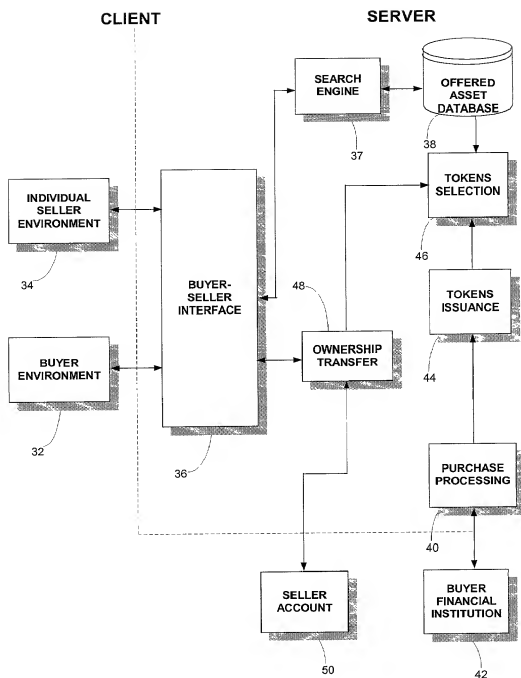 CLIENT
SERVER
SEARCH
ENGINE
37
OFFERED
ASSET
DATABASE
38
INDIVIDUAL
SELLER
ENVIRONMENT
34
BUYER-
SELLER
INTERFACE
36
TOKENS
SELECTION
46
48
OWNERSHIP
TRANSFER
TOKENS
ISSUANCE
44
BUYER
ENVIRONMENT
32
PURCHASE
PROCESSING
40
SELLER
ACCOUNT
50
BUYER
FINANCIAL
INSTITUTION
42